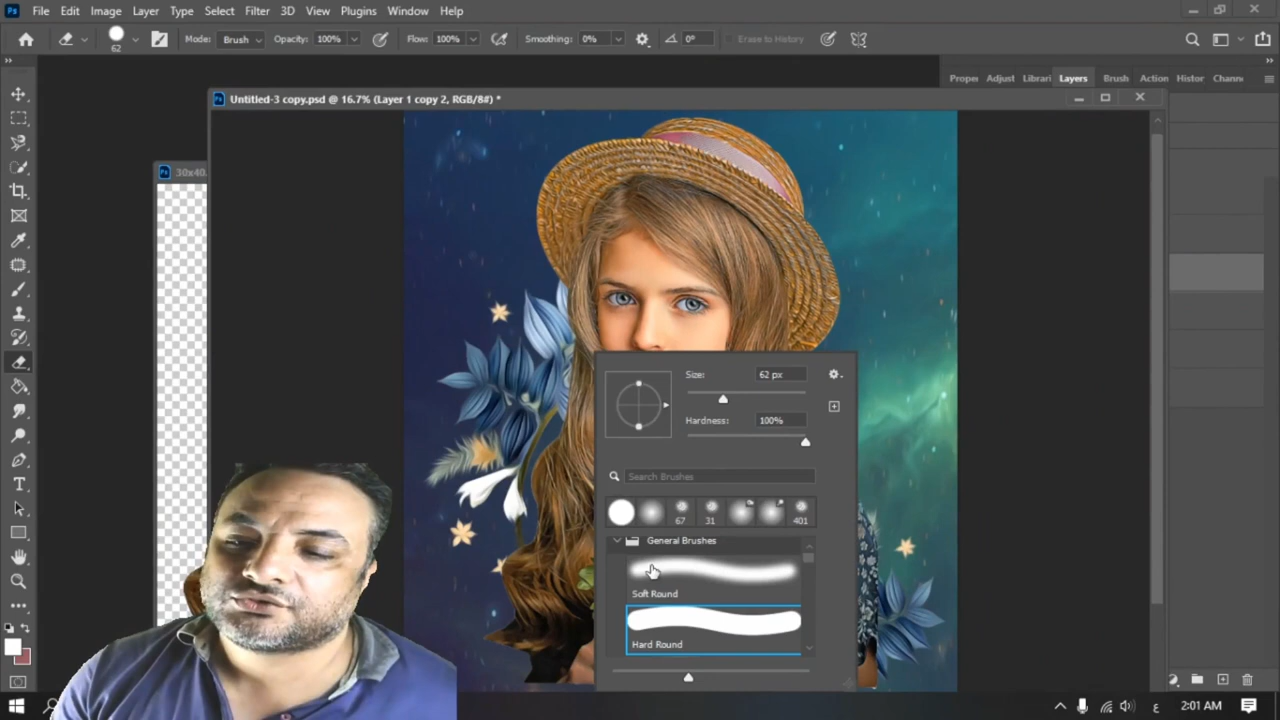 Ps File Edit Image Layer Type Select Filter 3D View Plugins Window Help
62 Mode: Brush Opacity: 100% Flow: 100% Smoothing: 0% 0° Erase to History
Proper Adjust Librari Layers Brush Action Histor Chann
Untitled-3 copy.psd @ 16.7% (Layer 1 copy 2, RGB/8#) *
30x40.
Size: 62 px
Hardness: 100%
Search Brushes
67 31 401
General Brushes
Soft Round
Hard Round
ع 2:01 AM